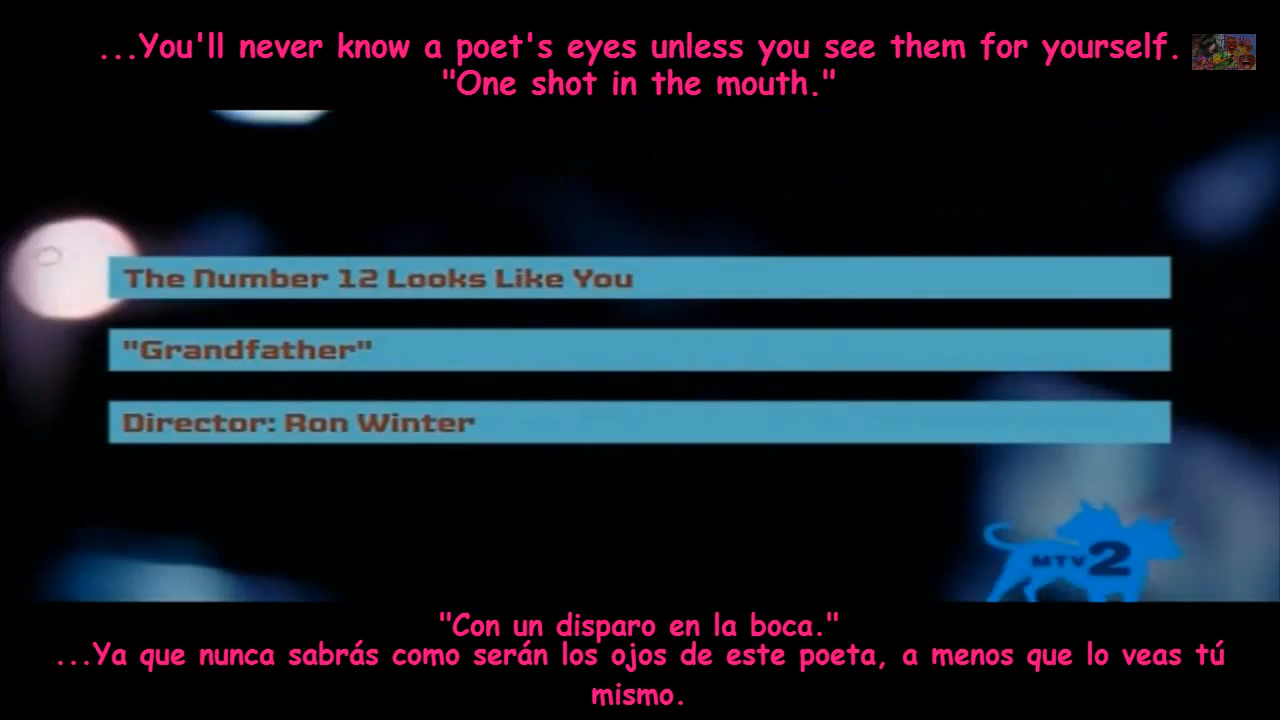 ...You'll never know a poet's eyes unless you see them for yourself.
"One shot in the mouth."
The Number 12 Looks Like You
"Grandfather"
Director: Ron Winter
MTV2
"Con un disparo en la boca."
...Ya que nunca sabrás como serán los ojos de este poeta, a menos que lo veas tú
mismo.